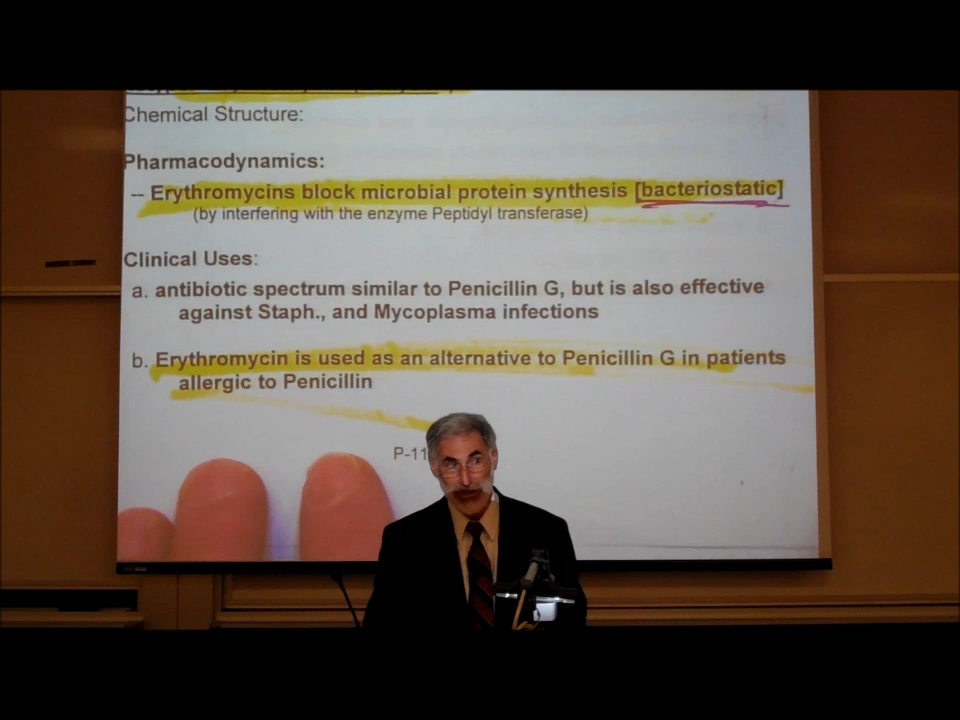 Chemical Structure:
Pharmacodynamics:
– Erythromycins block microbial protein synthesis [bacteriostatic]
(by interfering with the enzyme Peptidyl transferase)
Clinical Uses:
a. antibiotic spectrum similar to Penicillin G, but is also effective
against Staph., and Mycoplasma infections
b. Erythromycin is used as an alternative to Penicillin G in patients
allergic to Penicillin
P-11